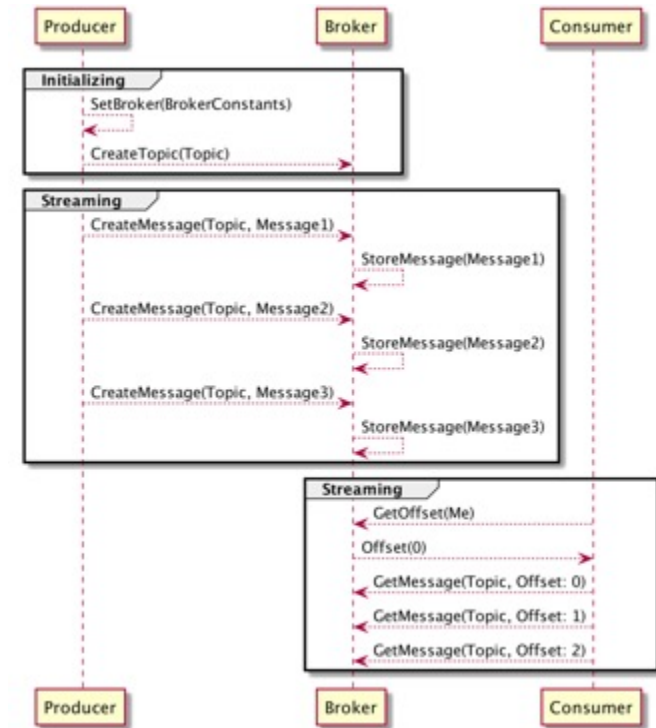 Producer
Broker
Consumer
Initializing
SetBroker(BrokerConstants)
CreateTopic(Topic)
Streaming
CreateMessage(Topic, Message1)
StoreMessage(Message1)
CreateMessage(Topic, Message2)
StoreMessage(Message2)
CreateMessage(Topic, Message3)
StoreMessage(Message3)
Streaming
GetOffset(Me)
Offset(0)
GetMessage(Topic, Offset: 0)
GetMessage(Topic, Offset: 1)
GetMessage(Topic, Offset: 2)
Producer
Broker
Consumer